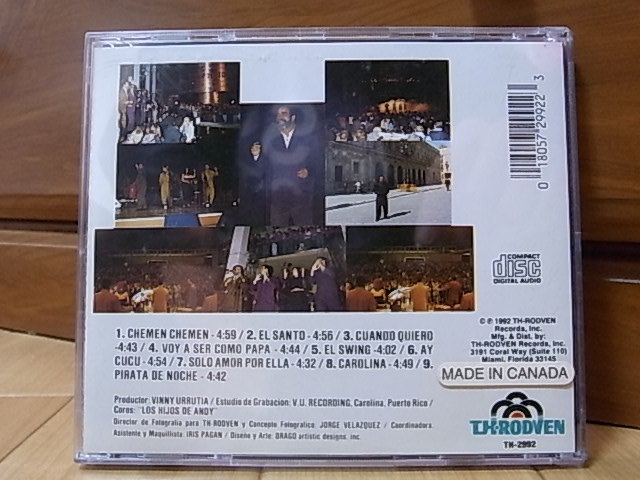 0 18057 29922 3
COMPACT
disc
DIGITAL AUDIO
© ℗ 1992 TH-RODVEN
Records, Inc.
Mfg. & Dist. by:
TH-RODVEN Records, Inc.
3191 Coral Way (Suite 110)
Miami, Florida 33145
MADE IN CANADA
TH-RODVEN
TH-2992
1. CHEMEN CHEMEN - 4:59 / 2. EL SANTO - 4:56 / 3. CUANDO QUIERO -
4:43 / 4. VOY A SER COMO PAPA - 4:44 / 5. EL SWING - 4:02 / 6. AY
CUCU - 4:54 / 7. SOLO AMOR POR ELLA - 4:32 / 8. CAROLINA - 4:49 / 9.
PIRATA DE NOCHE - 4:42
Productor: VINNY URRUTIA / Estudio de Grabacion: V.U. RECORDING, Carolina, Puerto Rico /
Coros: "LOS HIJOS DE ANDY"
Director de Fotografia para TH-RODVEN y Concepto Fotografico: JORGE VELAZQUEZ / Coordinadora,
Asistente y Maquillista: IRIS PAGAN / Diseño y Arte: DRAGO artistic designs, inc.